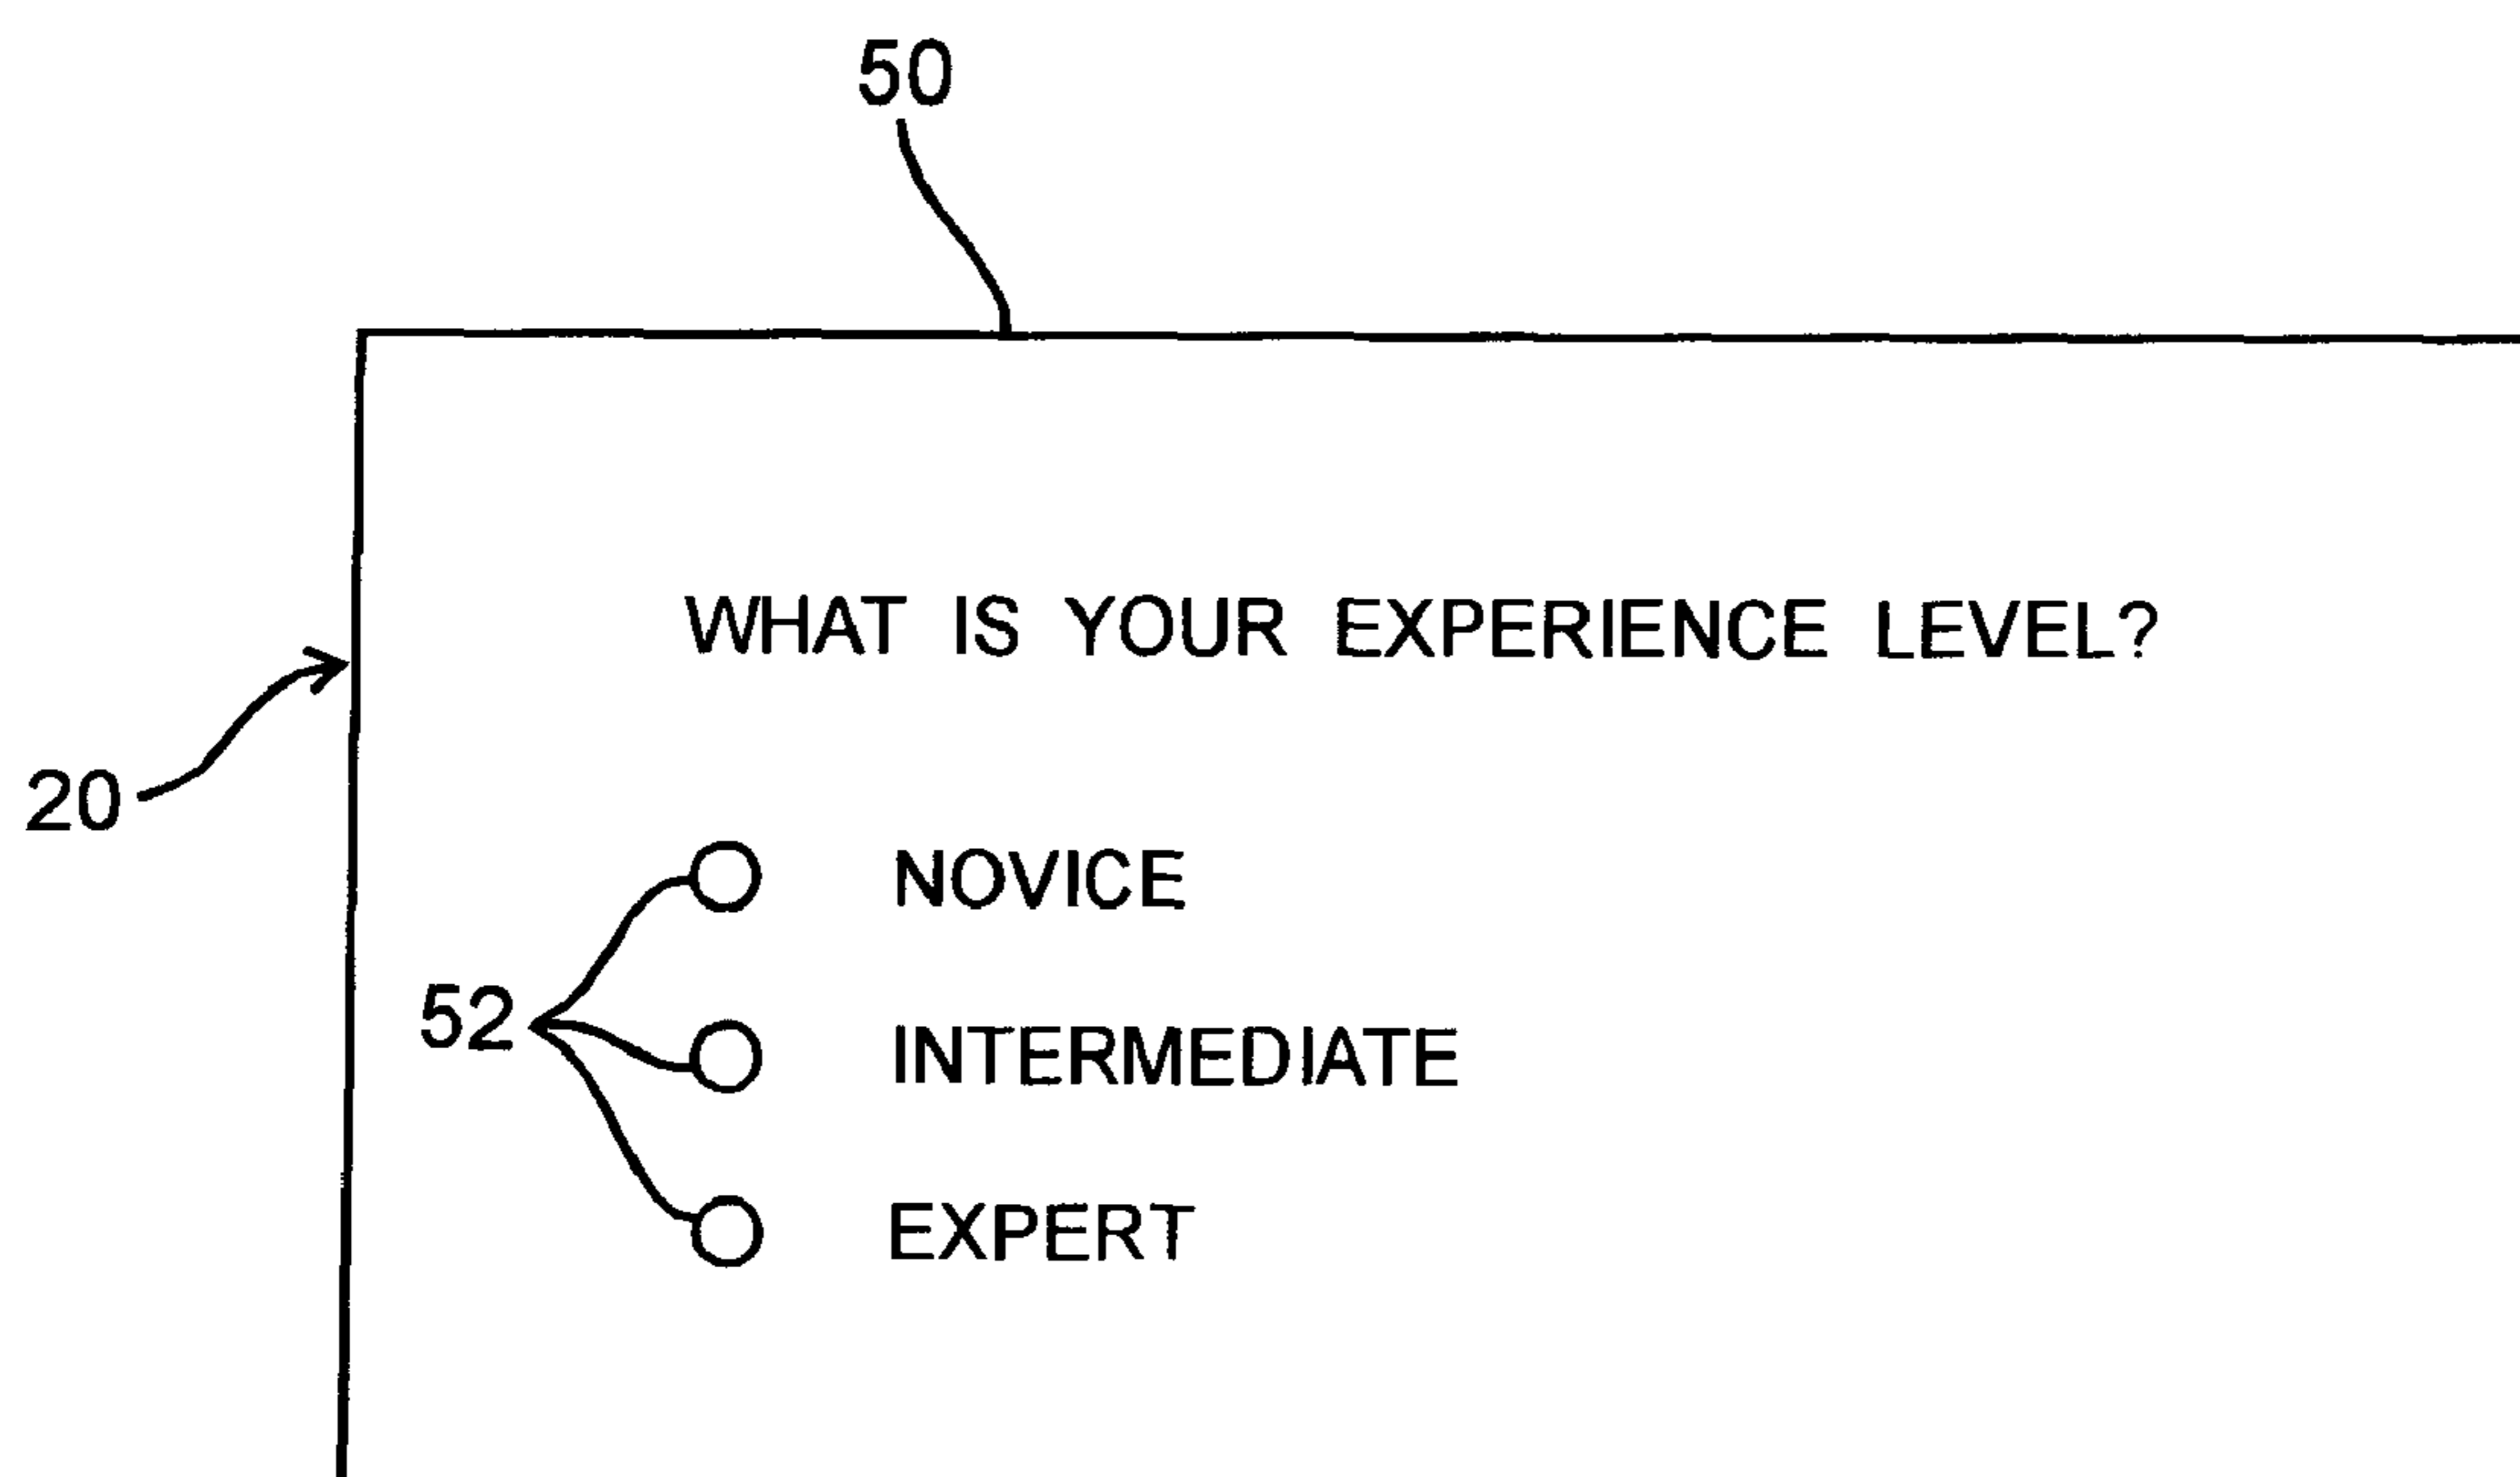 50
WHAT IS YOUR EXPERIENCE LEVEL?
20
NOVICE
52
INTERMEDIATE
EXPERT